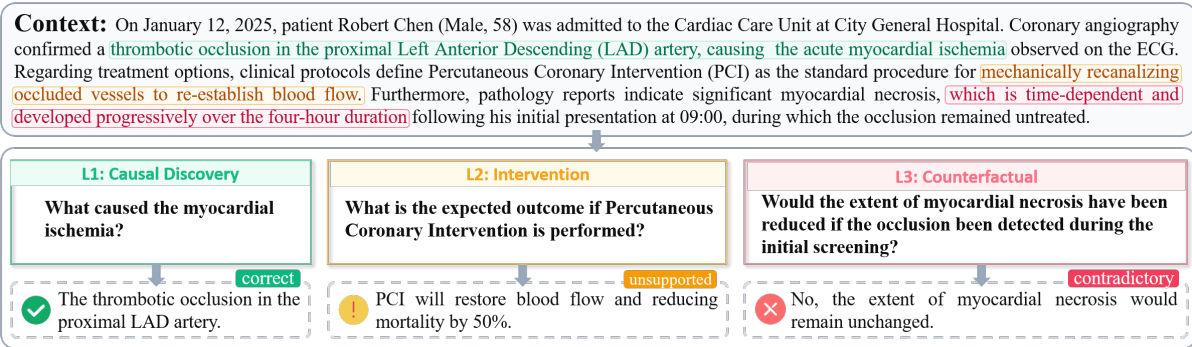 Context: On January 12, 2025, patient Robert Chen (Male, 58) was admitted to the Cardiac Care Unit at City General Hospital. Coronary angiography
confirmed a thrombotic occlusion in the proximal Left Anterior Descending (LAD) artery, causing the acute myocardial ischemia observed on the ECG.
Regarding treatment options, clinical protocols define Percutaneous Coronary Intervention (PCI) as the standard procedure for mechanically recanalizing
occluded vessels to re-establish blood flow. Furthermore, pathology reports indicate significant myocardial necrosis, which is time-dependent and
developed progressively over the four-hour duration following his initial presentation at 09:00, during which the occlusion remained untreated.
L1: Causal Discovery
What caused the myocardial
ischemia?
correct
The thrombotic occlusion in the
proximal LAD artery.
L2: Intervention
What is the expected outcome if Percutaneous
Coronary Intervention is performed?
unsupported
PCI will restore blood flow and reducing
mortality by 50%.
L3: Counterfactual
Would the extent of myocardial necrosis have been
reduced if the occlusion been detected during the
initial screening?
contradictory
No, the extent of myocardial necrosis would
remain unchanged.